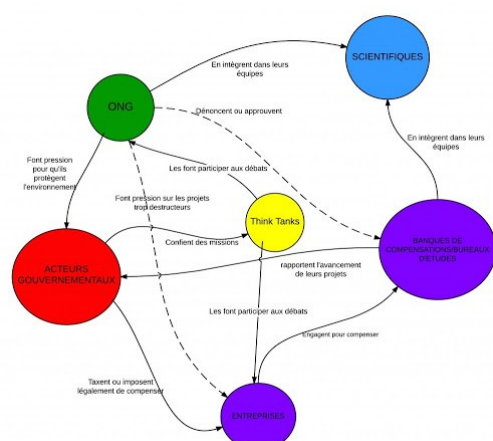 SCIENTIFIQUES
En intègrent dans leurs
équipes
ONG
Dénoncent ou approuvent
En intègrent dans leurs
équipes
Font pression
pour qu'ils
protègent
l'environnement
Les font participer aux débats
Font pression sur les projets
trop destructeurs
Think Tanks
Confient des missions
BANQUES DE
COMPENSATIONS/BUREAUX
D'ETUDES
ACTEURS
GOUVERNEMENTAUX
rapportent l'avancement
de leurs projets
Les font participer aux débats
Engagent pour compenser
Taxent ou imposent
légalement de compenser
ENTREPRISES